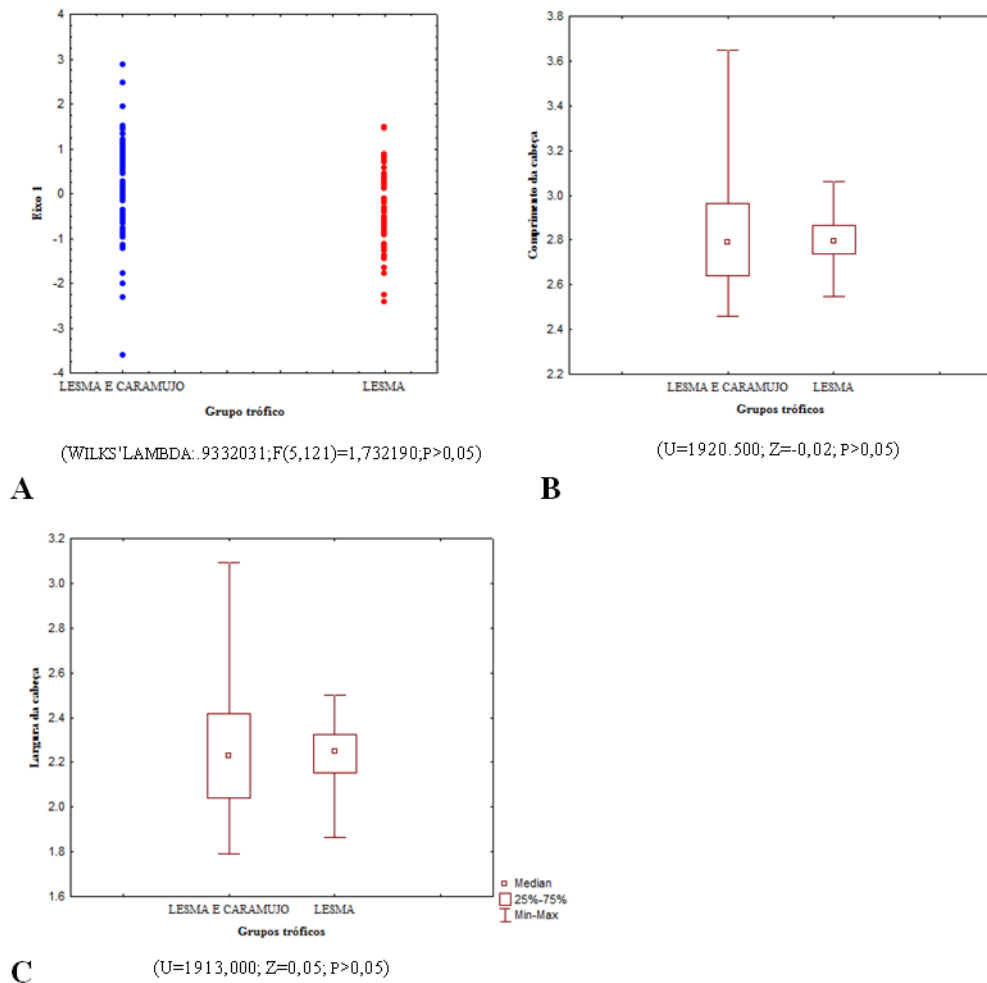 4
3
2
1
0
-1
-2
-3
-4
Eixo 1
LESMA E CARAMUJO LESMA
Grupo trófico
(WILKS'LAMBDA:.9332031;F(5,121)=1,732190;P>0,05)
A
3.8
3.6
3.4
3.2
3.0
2.8
2.6
2.4
2.2
Comprimento da cabeça
LESMA E CARAMUJO LESMA
Grupos tróficos
(U=1920.500; Z=-0,02; P>0,05)
B
3.2
3.0
2.8
2.6
2.4
2.2
2.0
1.8
1.6
Largura da cabeça
LESMA E CARAMUJO LESMA
Grupos tróficos
Median
25%-75%
Min-Max
(U=1913,000; Z=0,05; P>0,05)
C